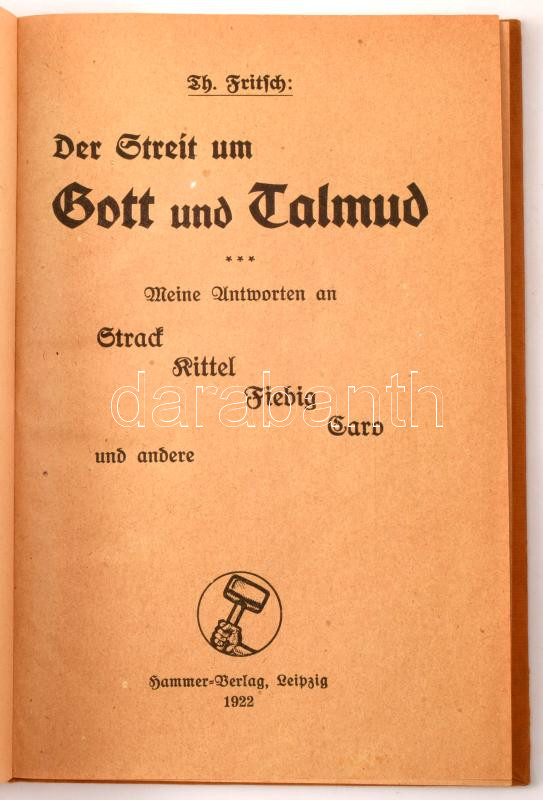 Th. Fritsch:
Der Streit um
Gott und Talmud
***
Meine Antworten an
Strack
Kittel
Fiebig
Caro
und andere
darabanth
Hammer-Verlag, Leipzig
1922